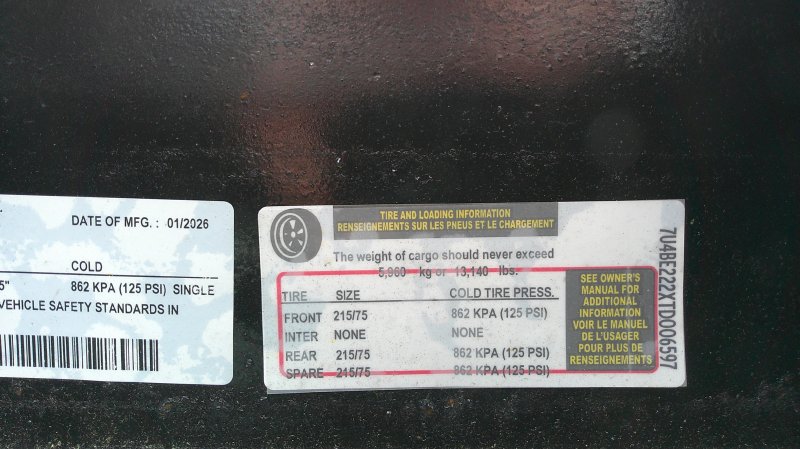 DATE OF MFG. : 01/2026
COLD
5" 862 KPA (125 PSI) SINGLE
VEHICLE SAFETY STANDARDS IN
TIRE AND LOADING INFORMATION
RENSEIGNEMENTS SUR LES PNEUS ET LE CHARGEMENT
The weight of cargo should never exceed
5,960 kg or 13,140 lbs.
TIRE SIZE COLD TIRE PRESS.
FRONT 215/75 862 KPA (125 PSI)
INTER NONE NONE
REAR 215/75 862 KPA (125 PSI)
SPARE 215/75 862 KPA (125 PSI)
SEE OWNER'S
MANUAL FOR
ADDITIONAL
INFORMATION
VOIR LE MANUEL
DE L'USAGER
POUR PLUS DE
RENSEIGNEMENTS
7U4BE222XTD006597